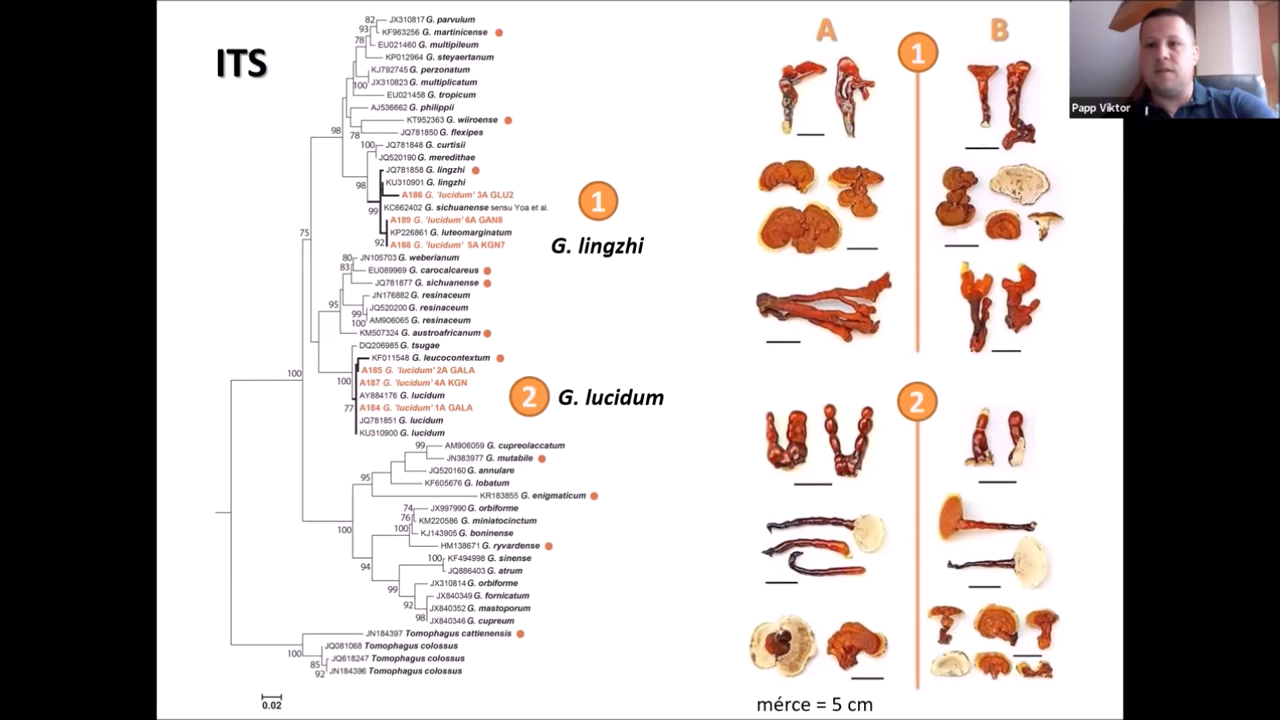 ITS
82 JX310817 G. parvulum
93 KF963256 G. martinicense
78 EU021460 G. multipileum
KP012964 G. steyaertanum
KJ792745 G. perzonatum
100 JX310823 G. multiplicatum
EU021458 G. tropicum
AJ536662 G. philippii
KT952363 G. wiiroense
98 78 JQ781850 G. flexipes
100 JQ781848 G. curtisii
JQ520190 G. meredithae
JQ781858 G. lingzhi
98 KU310901 G. lingzhi
A186 G. 'lucidum' 3A GLU2
99 KC662402 G. sichuanense sensu Yoa et al.
A189 G. 'lucidum' 6A GAN8
KP226861 G. luteomarginatum
92 A188 G. 'lucidum' 5A KGN7
75
80 JN105703 G. weberianum
83 EU089969 G. carocalcareus
JQ781877 G. sichuanense
JN176882 G. resinaceum
95 99 JQ520200 G. resinaceum
100 AM906065 G. resinaceum
KM507324 G. austroafricanum
DQ206985 G. tsugae
KF011548 G. leucocontextum
A185 G. 'lucidum' 2A GALA
100 100 A187 G. 'lucidum' 4A KGN
AY884176 G. lucidum
77 A184 G. 'lucidum' 1A GALA
JQ781851 G. lucidum
KU310900 G. lucidum
99 AM906059 G. cupreolaccatum
JN383977 G. mutabile
JQ520160 G. annulare
95 KF605676 G. lobatum
KR183855 G. enigmaticum
74 JX997990 G. orbiforme
76 KM220586 G. miniatocinctum
100 100 KJ143905 G. boninense
HM138671 G. ryvardense
100 KF494998 G. sinense
94 JQ886403 G. atrum
JX310814 G. orbiforme
99 JX840349 G. fornicatum
92 JX840352 G. mastoporum
98 JX840346 G. cupreum
JN184397 Tomophagus cattienensis
JQ081068 Tomophagus colossus
100 85 JQ618247 Tomophagus colossus
92 JN184396 Tomophagus colossus
0.02
1
G. lingzhi
2
G. lucidum
A
1
B
2
mérce = 5 cm
Papp Viktor